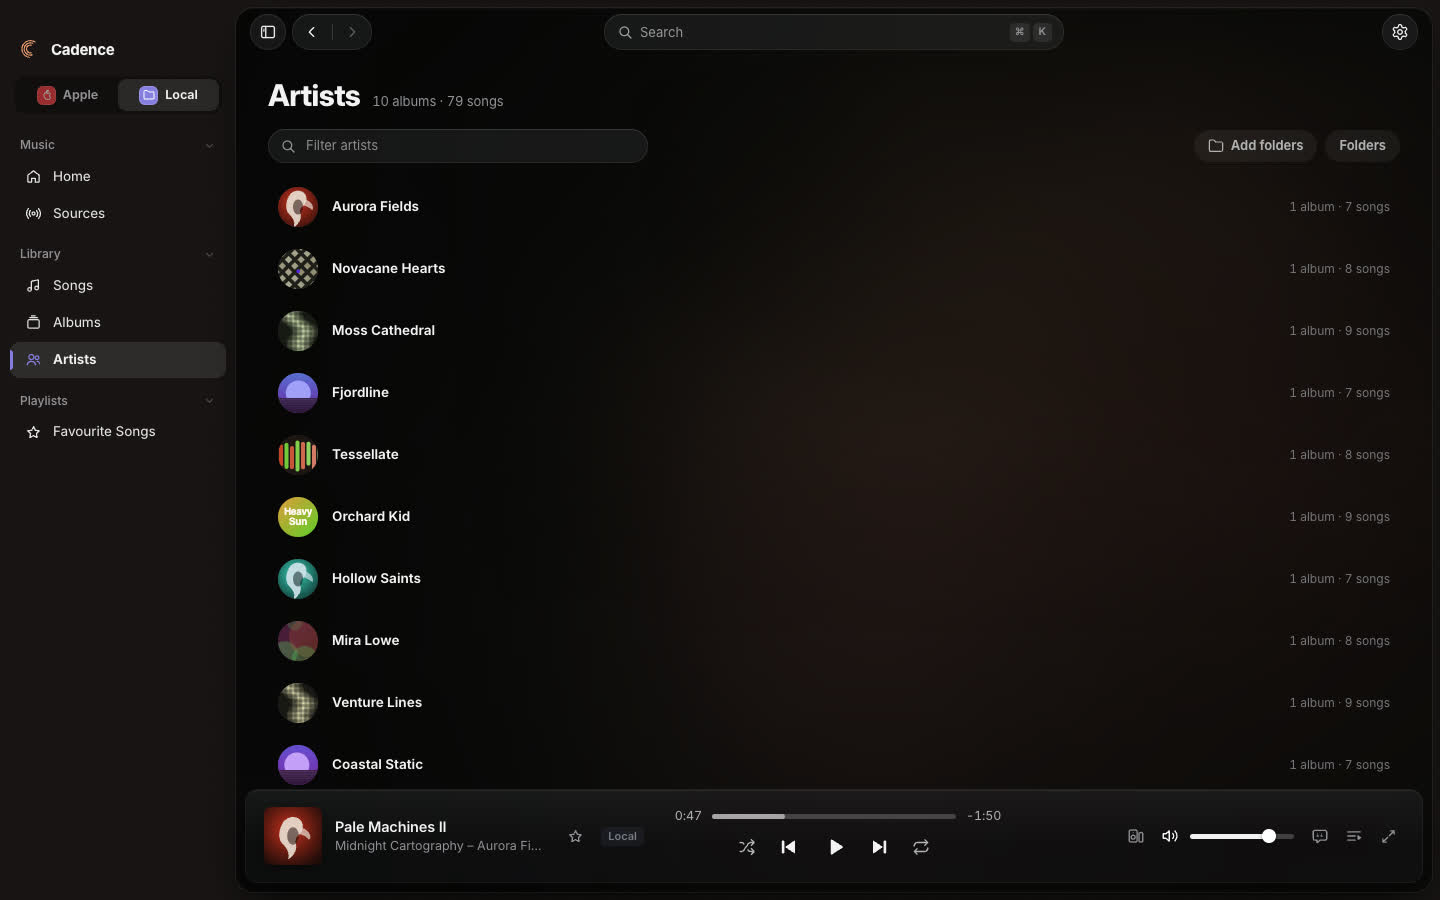 Cadence
Apple
Local
Music
Home
Sources
Library
Songs
Albums
Artists
Playlists
Favourite Songs
Search
⌘ K
Artists
10 albums · 79 songs
Filter artists
Add folders
Folders
Aurora Fields
1 album · 7 songs
Novacane Hearts
1 album · 8 songs
Moss Cathedral
1 album · 9 songs
Fjordline
1 album · 7 songs
Tessellate
1 album · 8 songs
Heavy
Sun
Orchard Kid
1 album · 9 songs
Hollow Saints
1 album · 7 songs
Mira Lowe
1 album · 8 songs
Venture Lines
1 album · 9 songs
Coastal Static
1 album · 7 songs
Pale Machines II
Midnight Cartography – Aurora Fi...
Local
0:47
-1:50